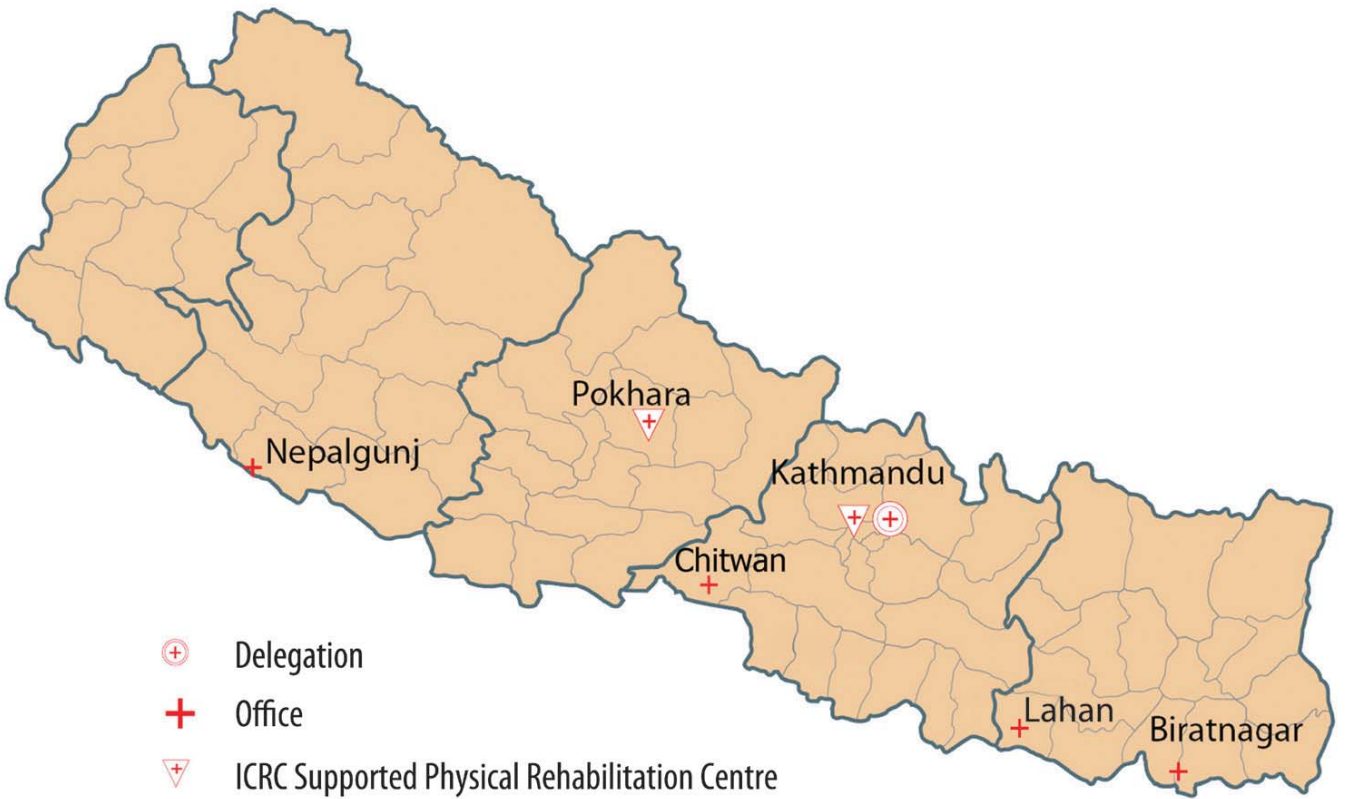 Pokhara
Nepalgunj
Kathmandu
Chitwan
Lahan
Biratnagar
Delegation
Office
ICRC Supported Physical Rehabilitation Centre